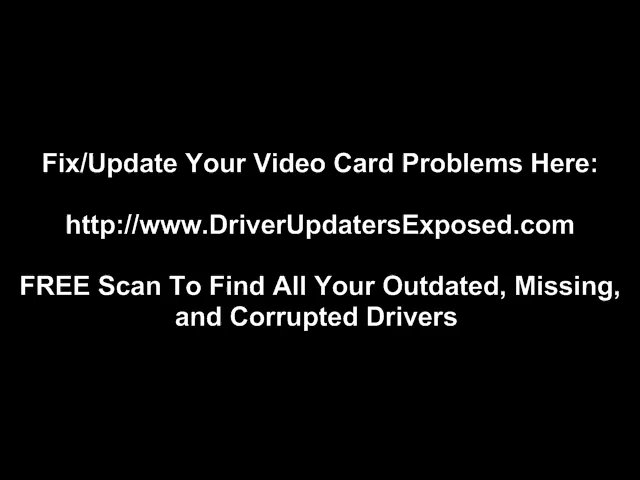 Fix/Update Your Video Card Problems Here:
http://www.DriverUpdatersExposed.com
FREE Scan To Find All Your Outdated, Missing,
and Corrupted Drivers